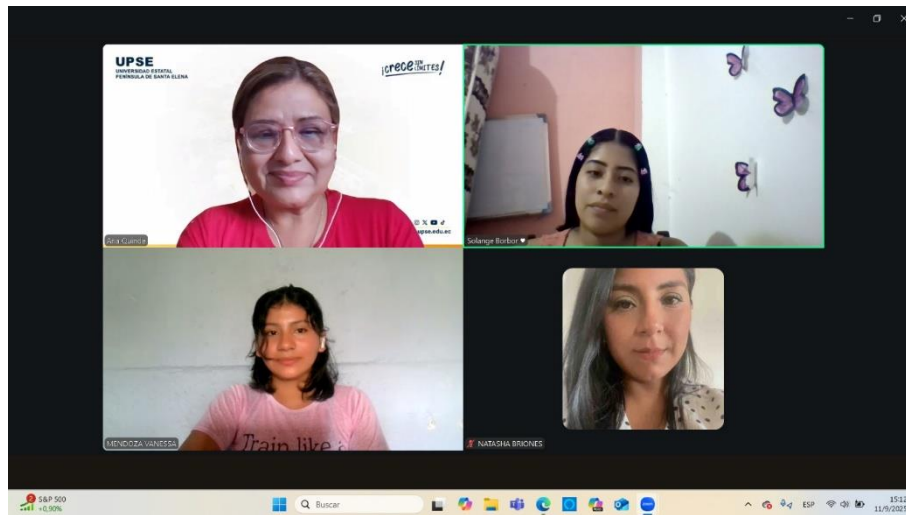 UPSE
UNIVERSIDAD ESTATAL
PENÍNSULA DE SANTA ELENA
¡crece SIN LÍMITES!
upse.edu.ec
Ana
Solange Borbor ♥
Train like a
MENDOZA VANESSA
NATASHA BRIONES
2
S&P 500
+0,90%
Buscar
ESP
15:12
11/9/2025